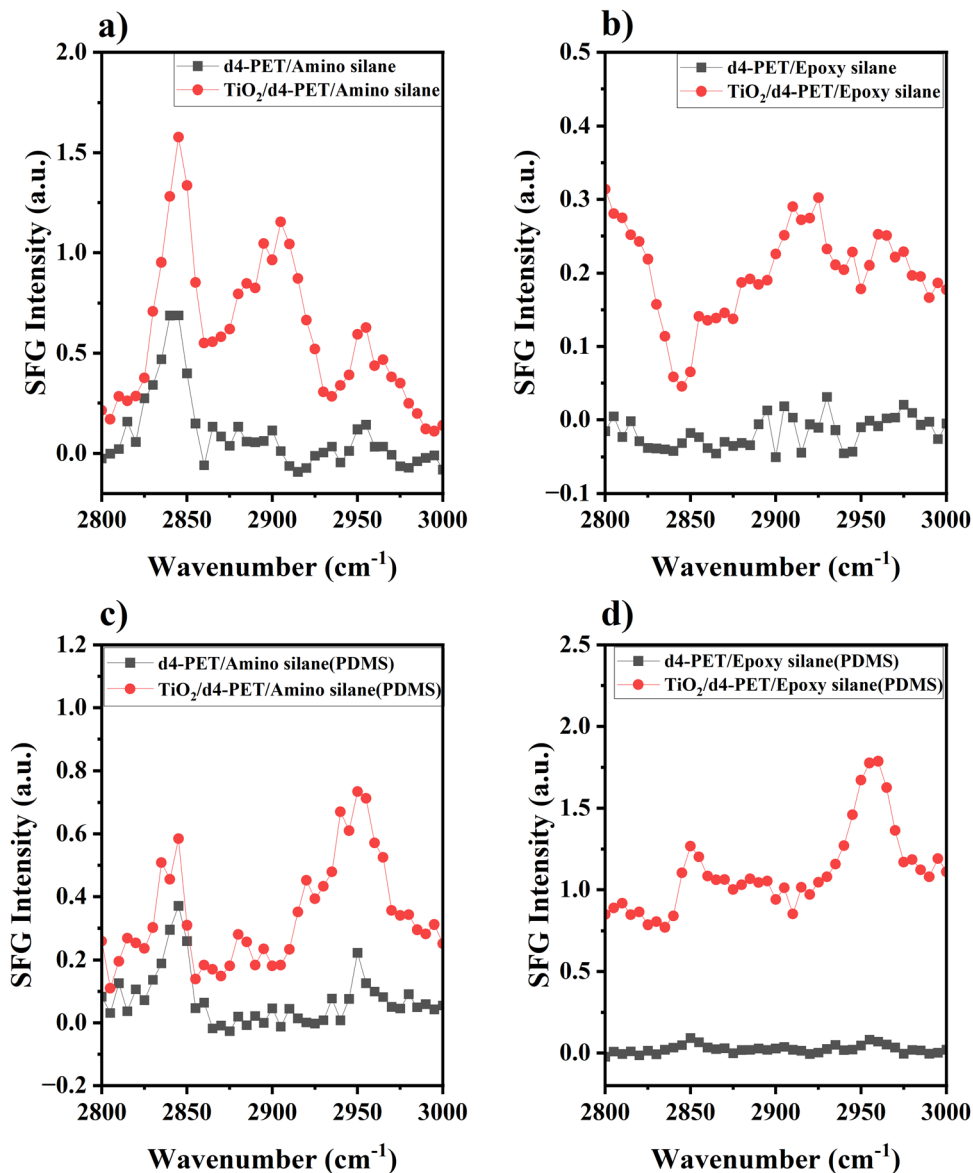 a)
SFG Intensity (a.u.)
2.0
1.5
1.0
0.5
0.0
d4-PET/Amino silane
TiO₂/d4-PET/Amino silane
2800 2850 2900 2950 3000
Wavenumber (cm⁻¹)
b)
SFG Intensity (a.u.)
0.5
0.4
0.3
0.2
0.1
0.0
−0.1
d4-PET/Epoxy silane
TiO₂/d4-PET/Epoxy silane
2800 2850 2900 2950 3000
Wavenumber (cm⁻¹)
c)
SFG Intensity (a.u.)
1.2
1.0
0.8
0.6
0.4
0.2
0.0
−0.2
d4-PET/Amino silane(PDMS)
TiO₂/d4-PET/Amino silane(PDMS)
2800 2850 2900 2950 3000
Wavenumber (cm⁻¹)
d)
SFG Intensity (a.u.)
2.5
2.0
1.5
1.0
0.5
0.0
d4-PET/Epoxy silane(PDMS)
TiO₂/d4-PET/Epoxy silane(PDMS)
2800 2850 2900 2950 3000
Wavenumber (cm⁻¹)